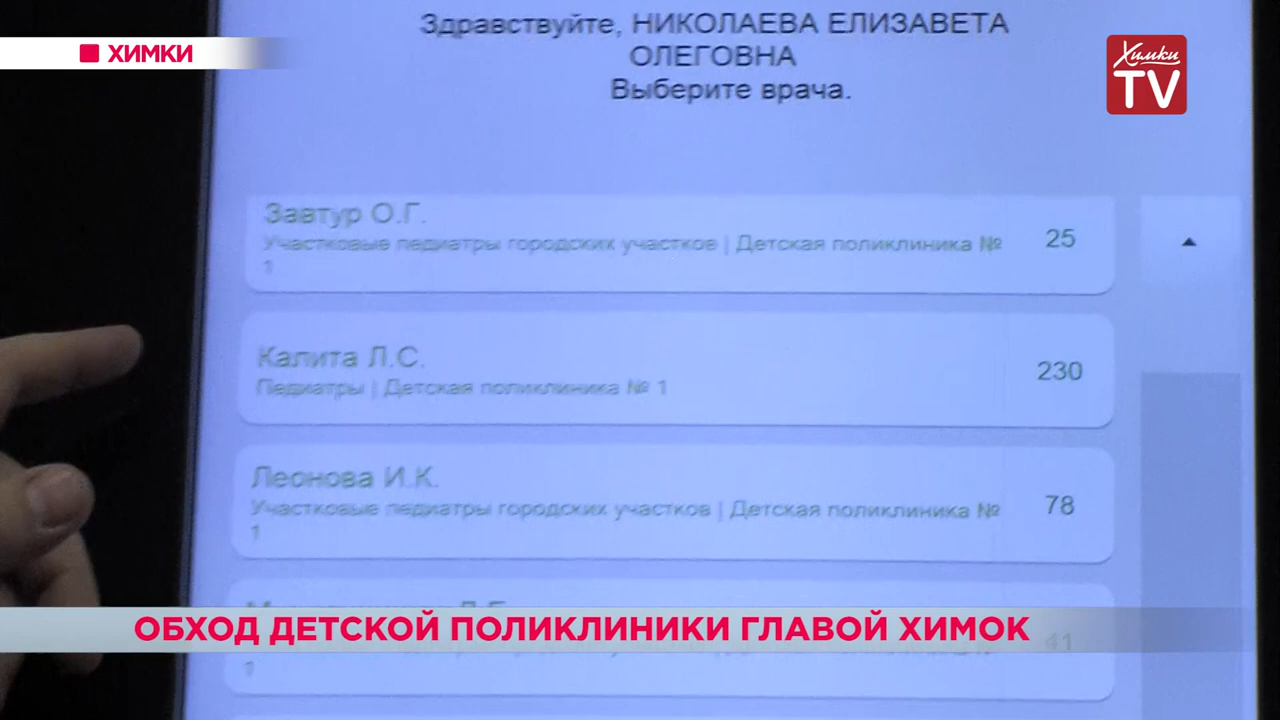 Здравствуйте, НИКОЛАЕВА ЕЛИЗАВЕТА
ОЛЕГОВНА
Выберите врача.
ХИМКИ
Химки
TV
Завтур О.Г.
Участковые педиатры городских участков | Детская поликлиника №
1
25
Калита Л.С.
Педиатры | Детская поликлиника № 1
230
Леонова И.К.
Участковые педиатры городских участков | Детская поликлиника №
1
78
ОБХОД ДЕТСКОЙ ПОЛИКЛИНИКИ ГЛАВОЙ ХИМОК
41
1